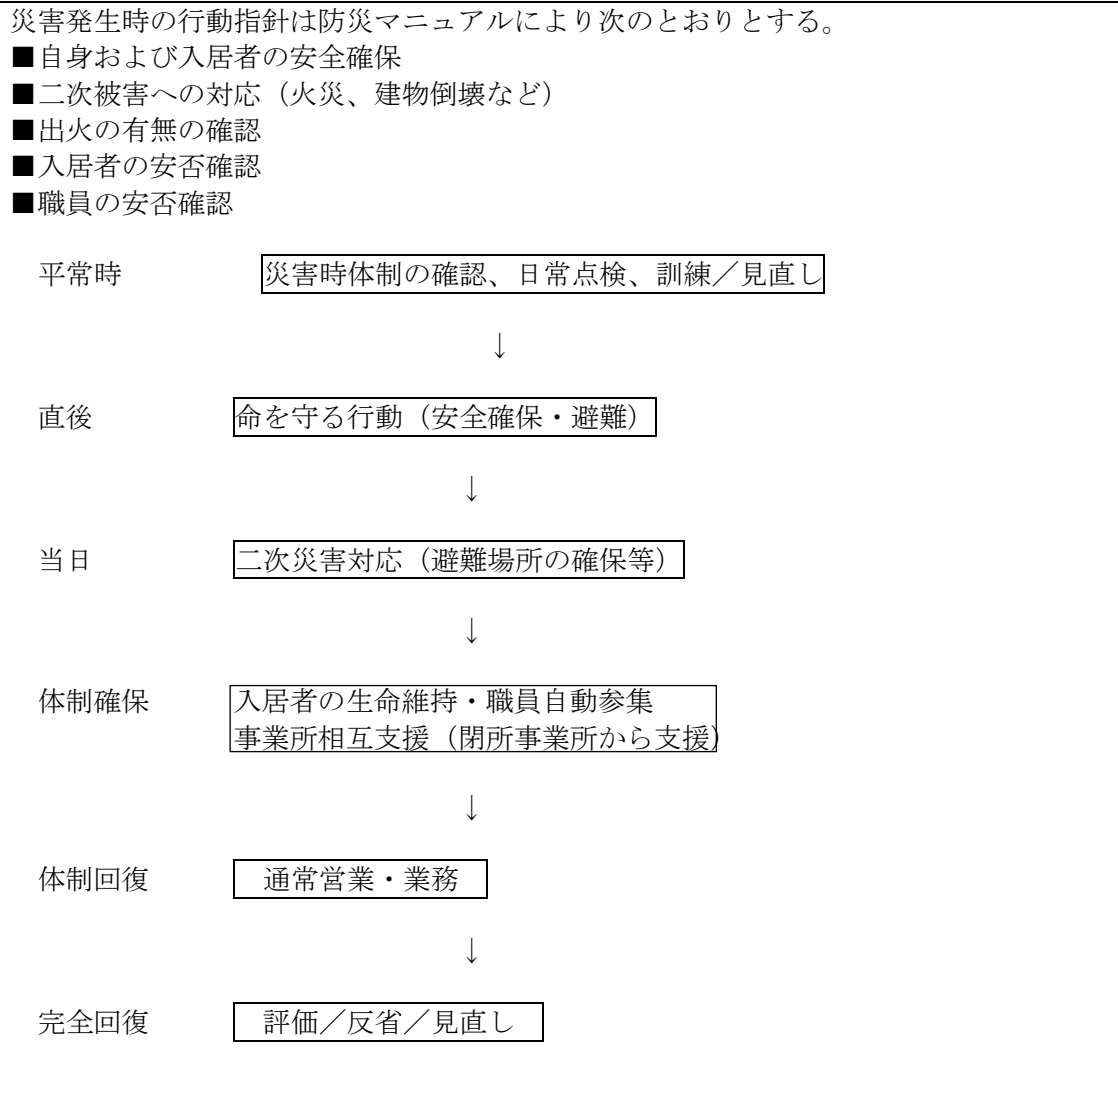 災害発生時の行動指針は防災マニュアルにより次のとおりとする。
■自身および入居者の安全確保
■二次被害への対応（火災、建物倒壊など）
■出火の有無の確認
■入居者の安否確認
■職員の安否確認
平常時 災害時体制の確認、日常点検、訓練／見直し
↓
直後 命を守る行動（安全確保・避難）
↓
当日 二次災害対応（避難場所の確保等）
↓
体制確保 入居者の生命維持・職員自動参集
事業所相互支援（閉所事業所から支援）
↓
体制回復 通常営業・業務
↓
完全回復 評価／反省／見直し